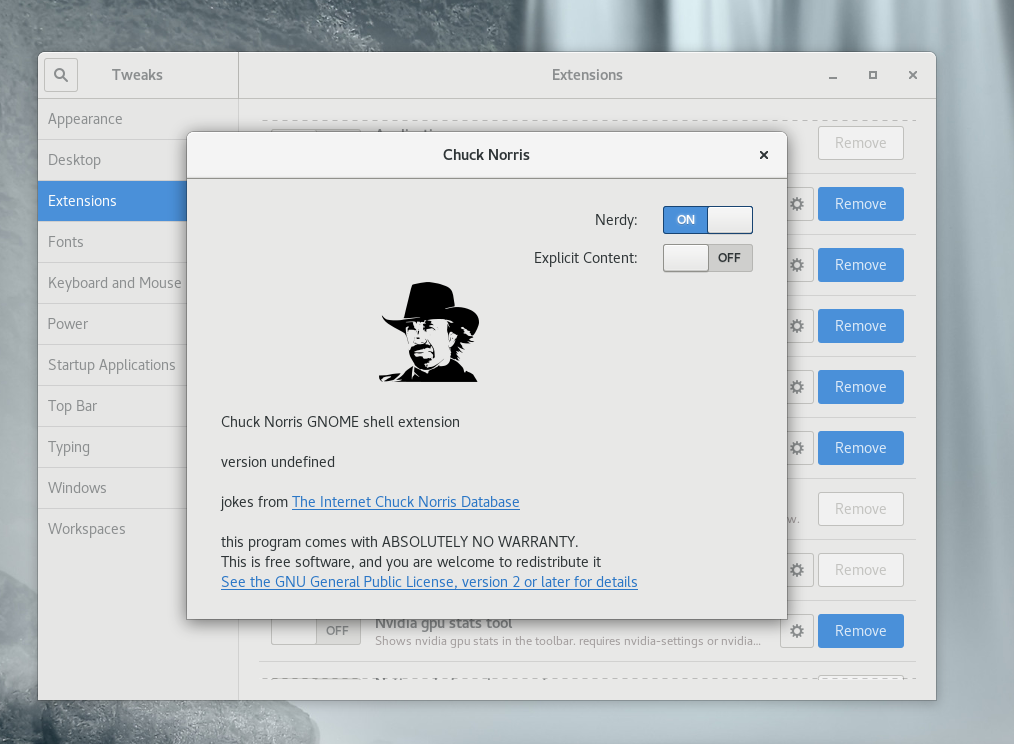 Tweaks
Extensions
Appearance
Desktop
Extensions
Fonts
Keyboard and Mouse
Power
Startup Applications
Top Bar
Typing
Windows
Workspaces
Remove
Remove
Remove
Remove
Remove
Remove
w.
Remove
Remove
Chuck Norris
Nerdy: ON
Explicit Content: OFF
Chuck Norris GNOME shell extension
version undefined
jokes from The Internet Chuck Norris Database
this program comes with ABSOLUTELY NO WARRANTY.
This is free software, and you are welcome to redistribute it
See the GNU General Public License, version 2 or later for details
OFF
Nvidia gpu stats tool
Shows nvidia gpu stats in the toolbar. requires nvidia-settings or nvidia...
Remove